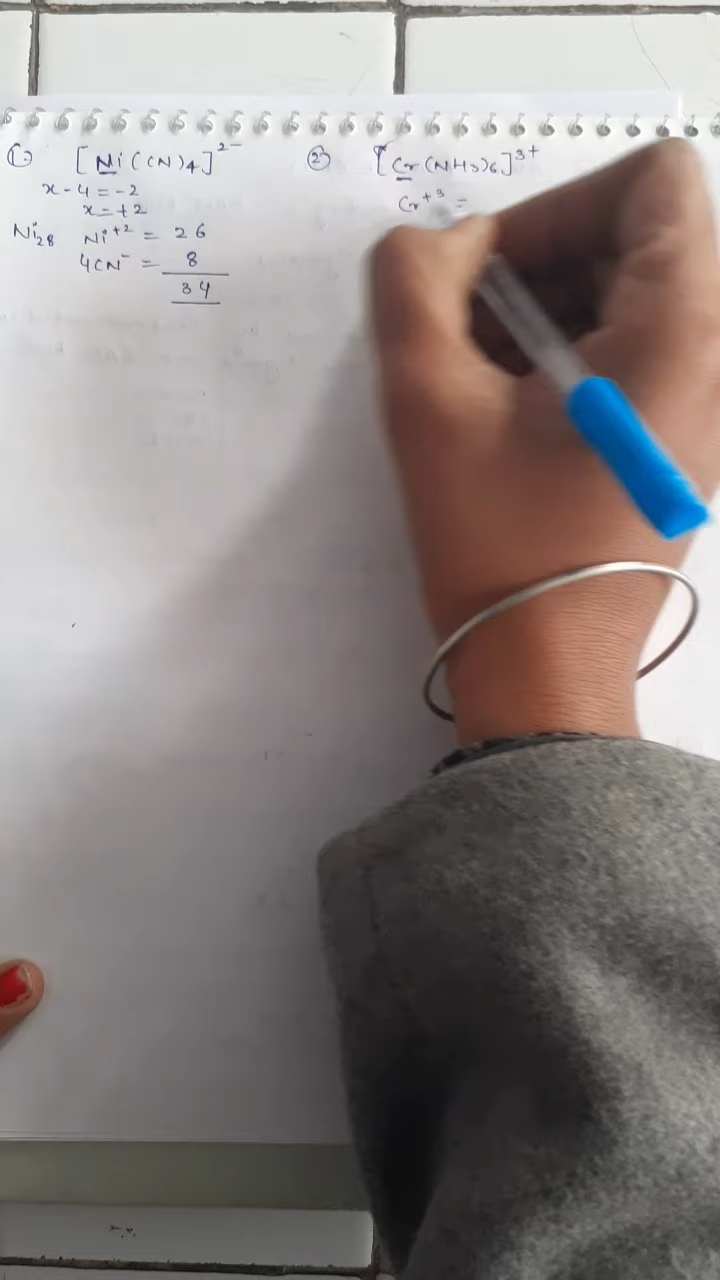 ① [Ni(CN)4]²⁻
x-4=-2
x=+2
Ni28 Ni⁺² = 26
4CN⁻ = 8
34
② [Cr(NH3)6]³⁺
Cr⁺³ =